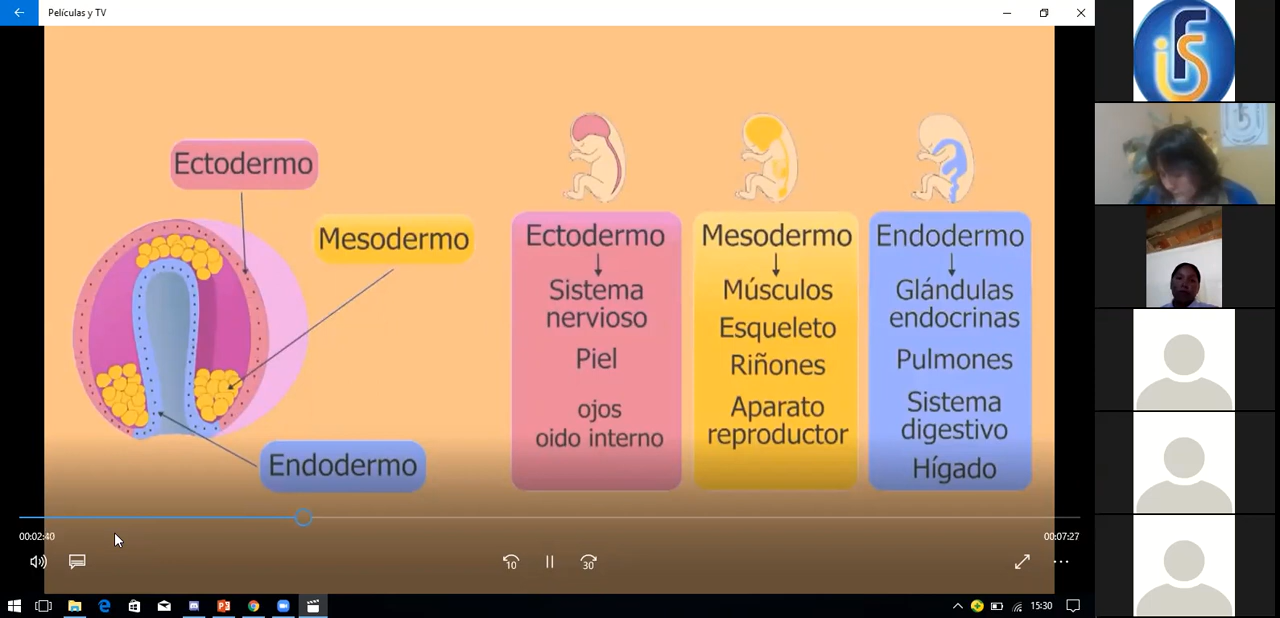 Películas y TV
Ectodermo
Mesodermo
Endodermo
Ectodermo
Sistema
nervioso
Piel
ojos
oido interno
Mesodermo
Músculos
Esqueleto
Riñones
Aparato
reproductor
Endodermo
Glándulas
endocrinas
Pulmones
Sistema
digestivo
Hígado
00:02:40
00:07:27
10
30
15:30
ifs